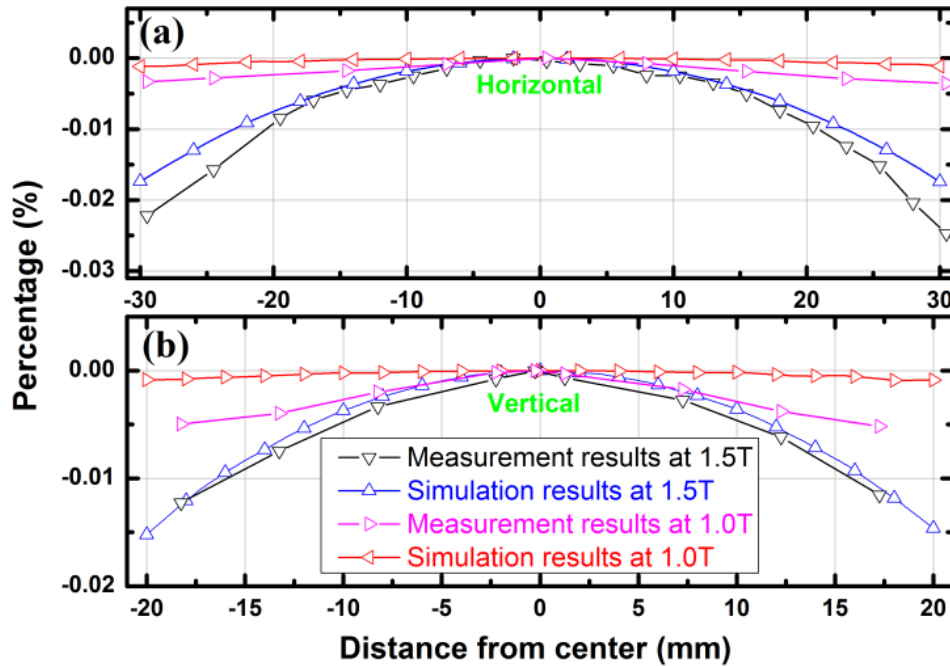 (a)
0.00
Horizontal
-0.01
-0.02
-0.03
-30 -20 -10 0 10 20 30
Percentage (%)
(b)
0.00
Vertical
Measurement results at 1.5T
-0.01
Simulation results at 1.5T
Measurement results at 1.0T
Simulation results at 1.0T
-0.02
-20 -15 -10 -5 0 5 10 15 20
Distance from center (mm)